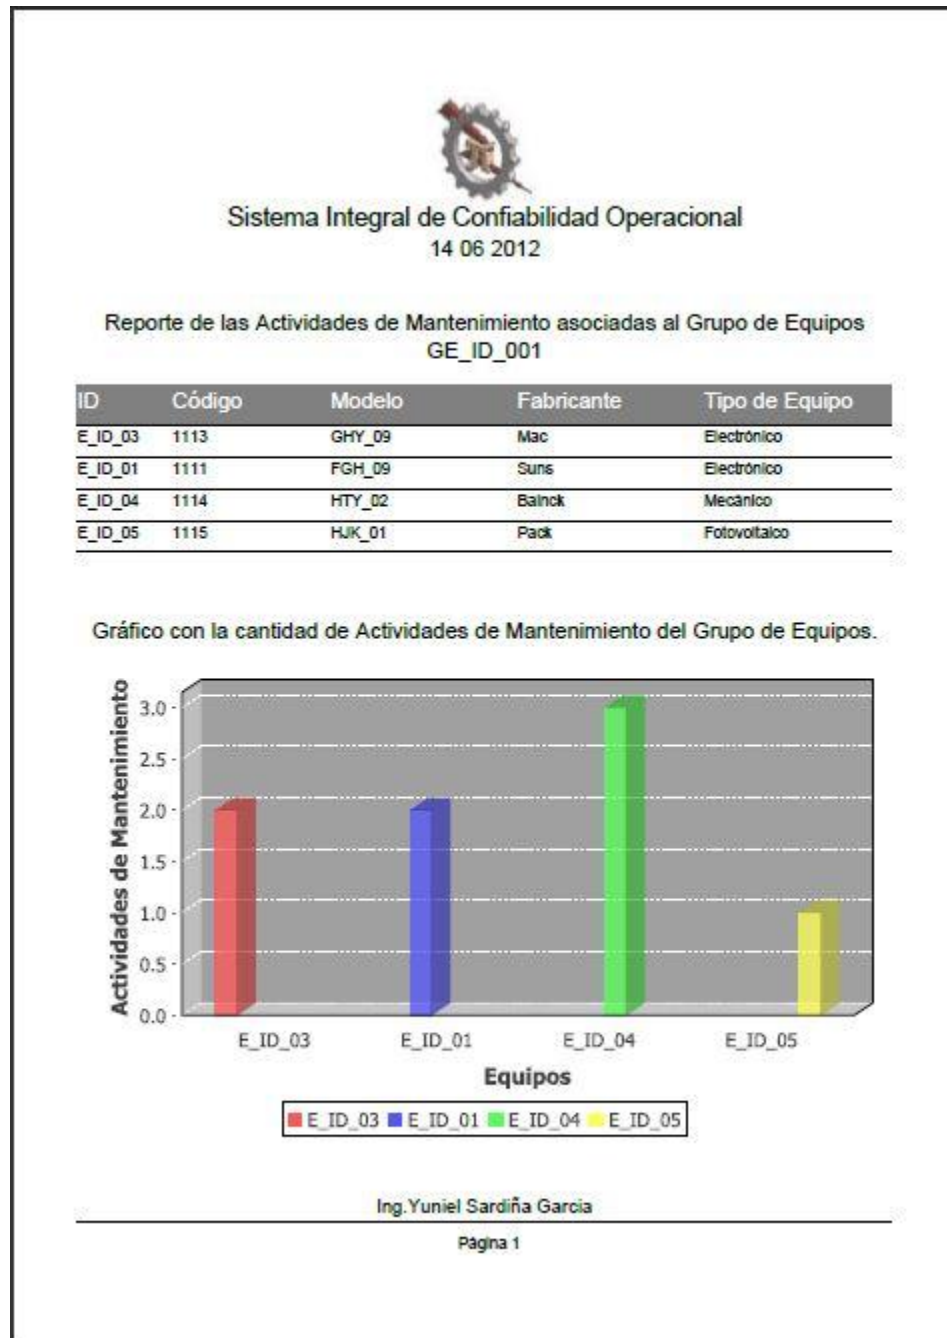 Sistema Integral de Confiabilidad Operacional
14 06 2012
Reporte de las Actividades de Mantenimiento asociadas al Grupo de Equipos
GE_ID_001
ID Código Modelo Fabricante Tipo de Equipo
E_ID_03 1113 GHY_09 Mac Electrónico
E_ID_01 1111 FGH_09 Suns Electrónico
E_ID_04 1114 HTY_02 Bainck Mecánico
E_ID_05 1115 HJK_01 Pack Fotovoltaico
Gráfico con la cantidad de Actividades de Mantenimiento del Grupo de Equipos.
Actividades de Mantenimiento
3.0
2.5
2.0
1.5
1.0
0.5
0.0
E_ID_03 E_ID_01 E_ID_04 E_ID_05
Equipos
E_ID_03 E_ID_01 E_ID_04 E_ID_05
Ing.Yuniel Sardiña Garcia
Página 1